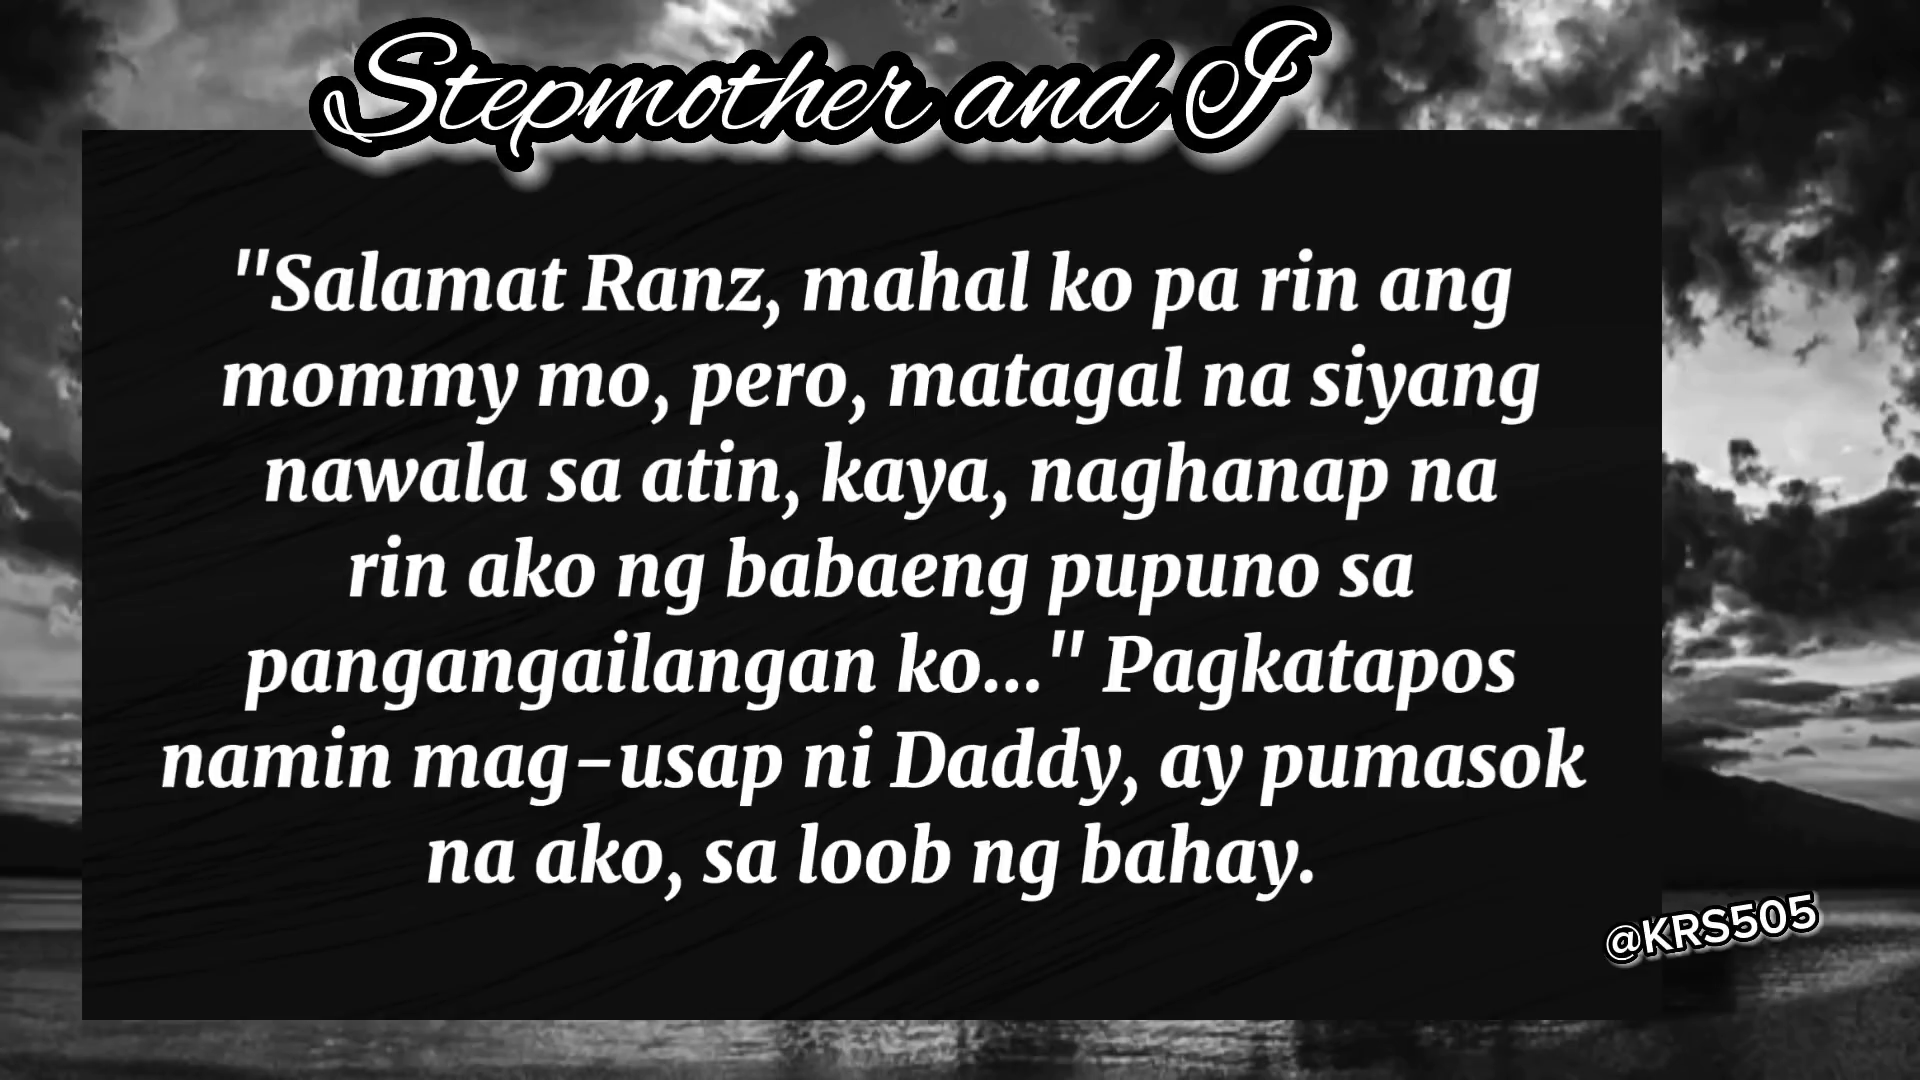 Stepmother and I
"Salamat Ranz, mahal ko pa rin ang
mommy mo, pero, matagal na siyang
nawala sa atin, kaya, naghanap na
rin ako ng babaeng pupuno sa
pangangailangan ko..." Pagkatapos
namin mag-usap ni Daddy, ay pumasok
na ako, sa loob ng bahay.
@KRS505